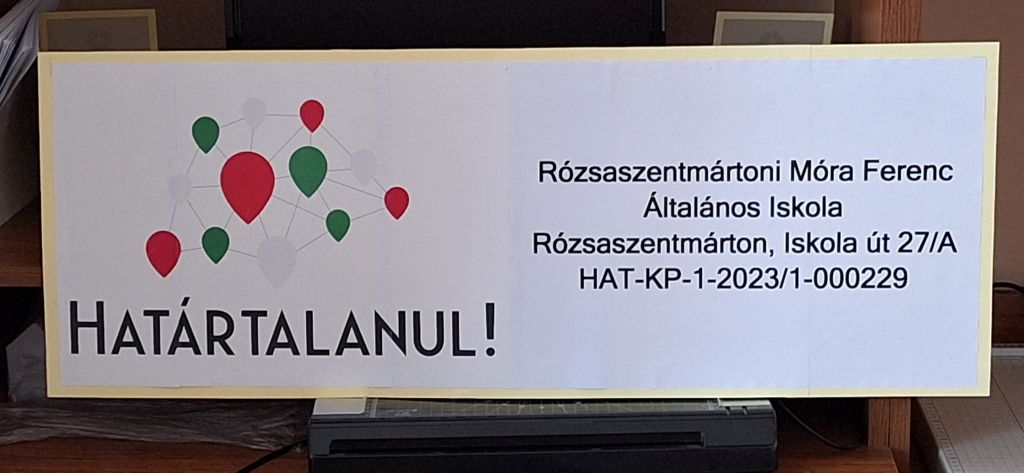 HATÁRTALANUL!
Rózsaszentmártoni Móra Ferenc
Általános Iskola
Rózsaszentmárton, Iskola út 27/A
HAT-KP-1-2023/1-000229